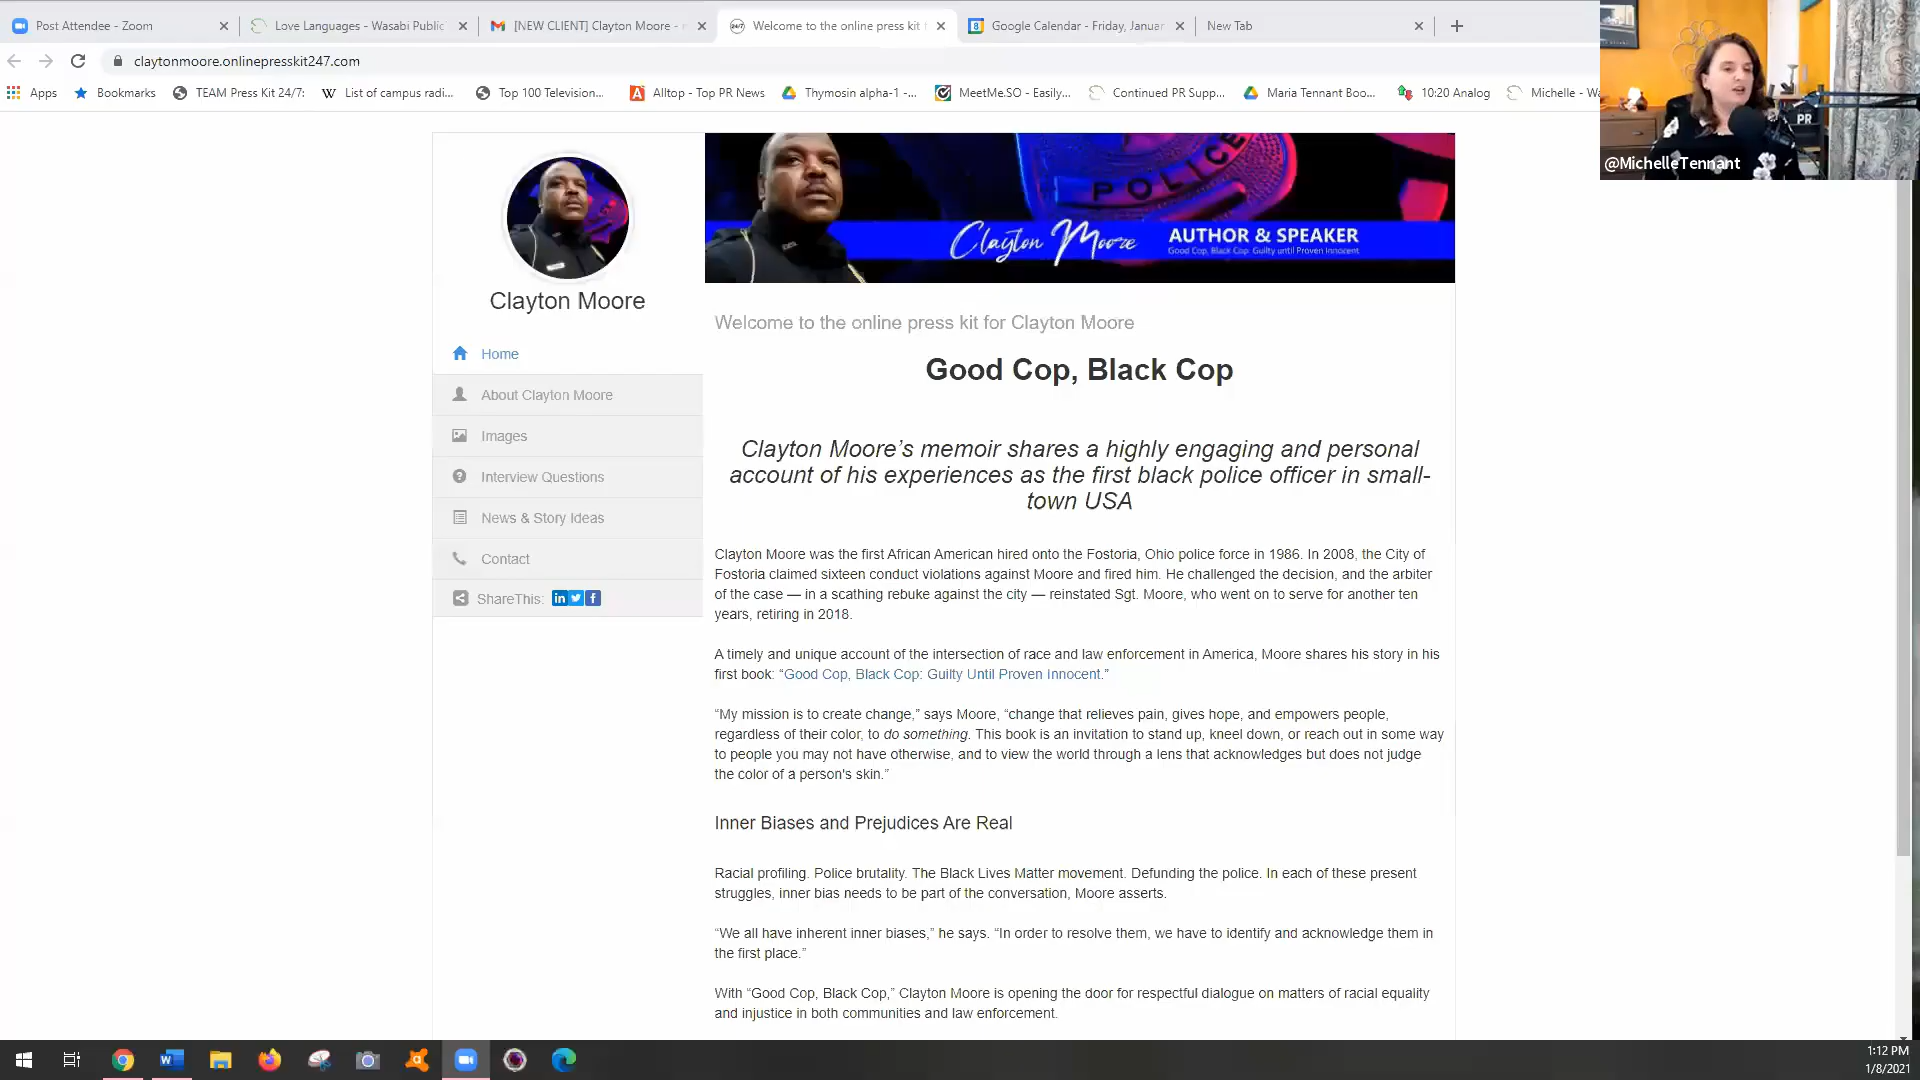 Post Attendee - Zoom
Love Languages - Wasabi Public
[NEW CLIENT] Clayton Moore -
Welcome to the online press kit f
Google Calendar - Friday, Januar
New Tab
claytonmoore.onlinepresskit247.com
Apps
Bookmarks
TEAM Press Kit 24/7:
List of campus radi...
Top 100 Television...
Alltop - Top PR News
Thymosin alpha-1 -...
MeetMe.SO - Easily...
Continued PR Supp...
Maria Tennant Boo...
10:20 Analog
Michelle - Wa
PR
@MichelleTennant
POLICE
Clayton Moore
AUTHOR & SPEAKER
Good Cop, Black Cop: Guilty until Proven Innocent
Clayton Moore
Home
About Clayton Moore
Images
Interview Questions
News & Story Ideas
Contact
ShareThis:
Welcome to the online press kit for Clayton Moore
Good Cop, Black Cop
Clayton Moore’s memoir shares a highly engaging and personal
account of his experiences as the first black police officer in small-
town USA
Clayton Moore was the first African American hired onto the Fostoria, Ohio police force in 1986. In 2008, the City of
Fostoria claimed sixteen conduct violations against Moore and fired him. He challenged the decision, and the arbiter
of the case — in a scathing rebuke against the city — reinstated Sgt. Moore, who went on to serve for another ten
years, retiring in 2018.
A timely and unique account of the intersection of race and law enforcement in America, Moore shares his story in his
first book: “Good Cop, Black Cop: Guilty Until Proven Innocent.”
“My mission is to create change,” says Moore, “change that relieves pain, gives hope, and empowers people,
regardless of their color, to do something. This book is an invitation to stand up, kneel down, or reach out in some way
to people you may not have otherwise, and to view the world through a lens that acknowledges but does not judge
the color of a person's skin.”
Inner Biases and Prejudices Are Real
Racial profiling. Police brutality. The Black Lives Matter movement. Defunding the police. In each of these present
struggles, inner bias needs to be part of the conversation, Moore asserts.
“We all have inherent inner biases,” he says. “In order to resolve them, we have to identify and acknowledge them in
the first place.”
With “Good Cop, Black Cop,” Clayton Moore is opening the door for respectful dialogue on matters of racial equality
and injustice in both communities and law enforcement.
1:12 PM
1/8/2021